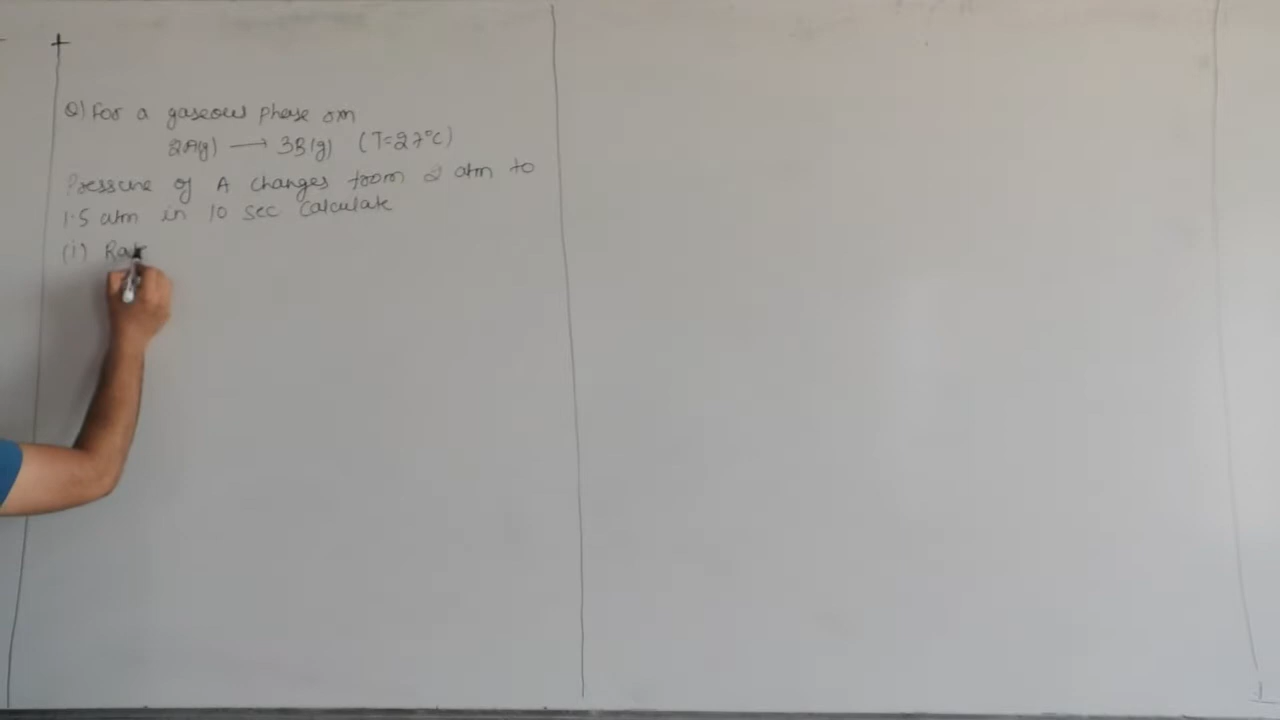 Q) For a gaseous phase rxn
2A(g) → 3B(g) (T=27°C)
Pressure of A changes from 2 atm to
1.5 atm in 10 sec calculate
(i) Rate